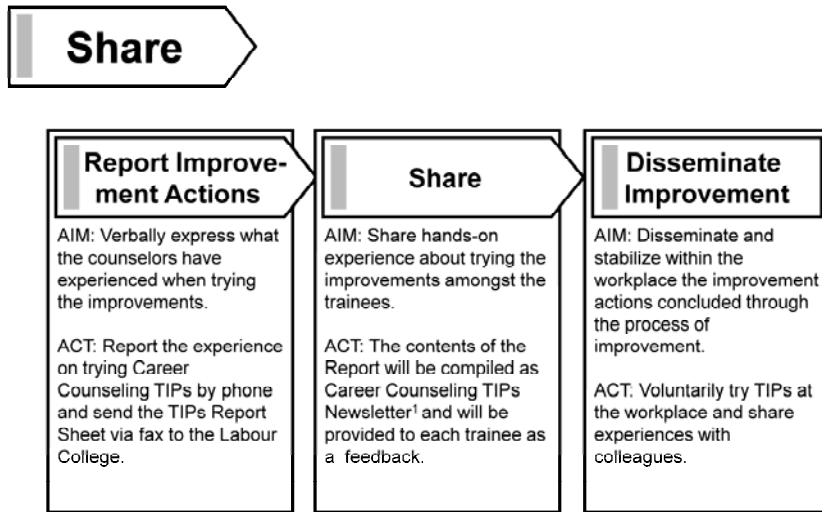 Share
Report Improve-
ment Actions
AIM: Verbally express what
the counselors have
experienced when trying
the improvements.
ACT: Report the experience
on trying Career
Counseling TIPs by phone
and send the TIPs Report
Sheet via fax to the Labour
College.
Share
AIM: Share hands-on
experience about trying the
improvements amongst the
trainees.
ACT: The contents of the
Report will be compiled as
Career Counseling TIPs
Newsletter¹ and will be
provided to each trainee as
a feedback.
Disseminate
Improvement
AIM: Disseminate and
stabilize within the
workplace the improvement
actions concluded through
the process of
improvement.
ACT: Voluntarily try TIPs at
the workplace and share
experiences with
colleagues.